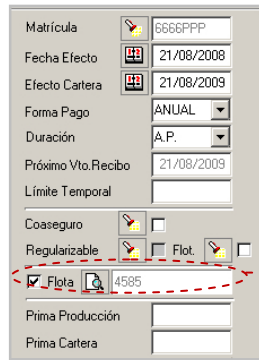 Matrícula 6666PPP
Fecha Efecto 21/08/2008
Efecto Cartera 21/08/2009
Forma Pago ANUAL
Duración A.P.
Próximo Vto.Recibo 21/08/2009
Límite Temporal
Coaseguro
Regularizable Flot.
Flota 4585
Prima Producción
Prima Cartera